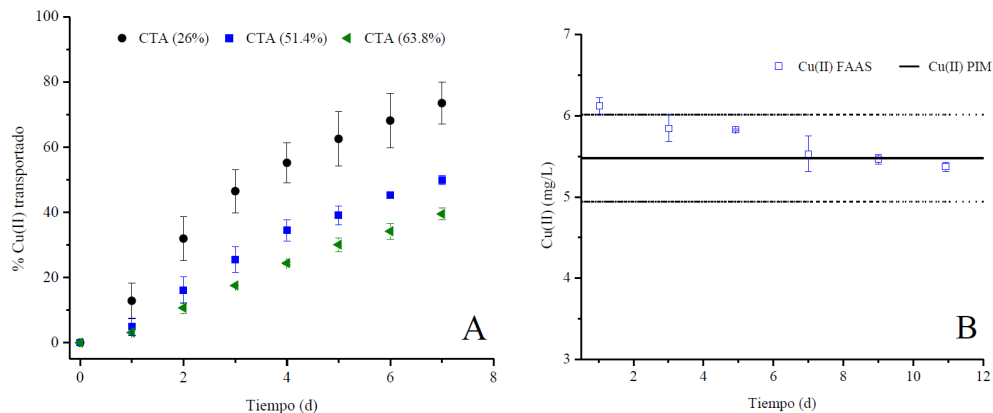 100
80
60
40
20
0
% Cu(II) transportado
CTA (26%) CTA (51.4%) CTA (63.8%)
A
0 2 4 6 8
Tiempo (d)
7
6
5
4
3
Cu(II) (mg/L)
Cu(II) FAAS Cu(II) PIM
B
2 4 6 8 10 12
Tiempo (d)